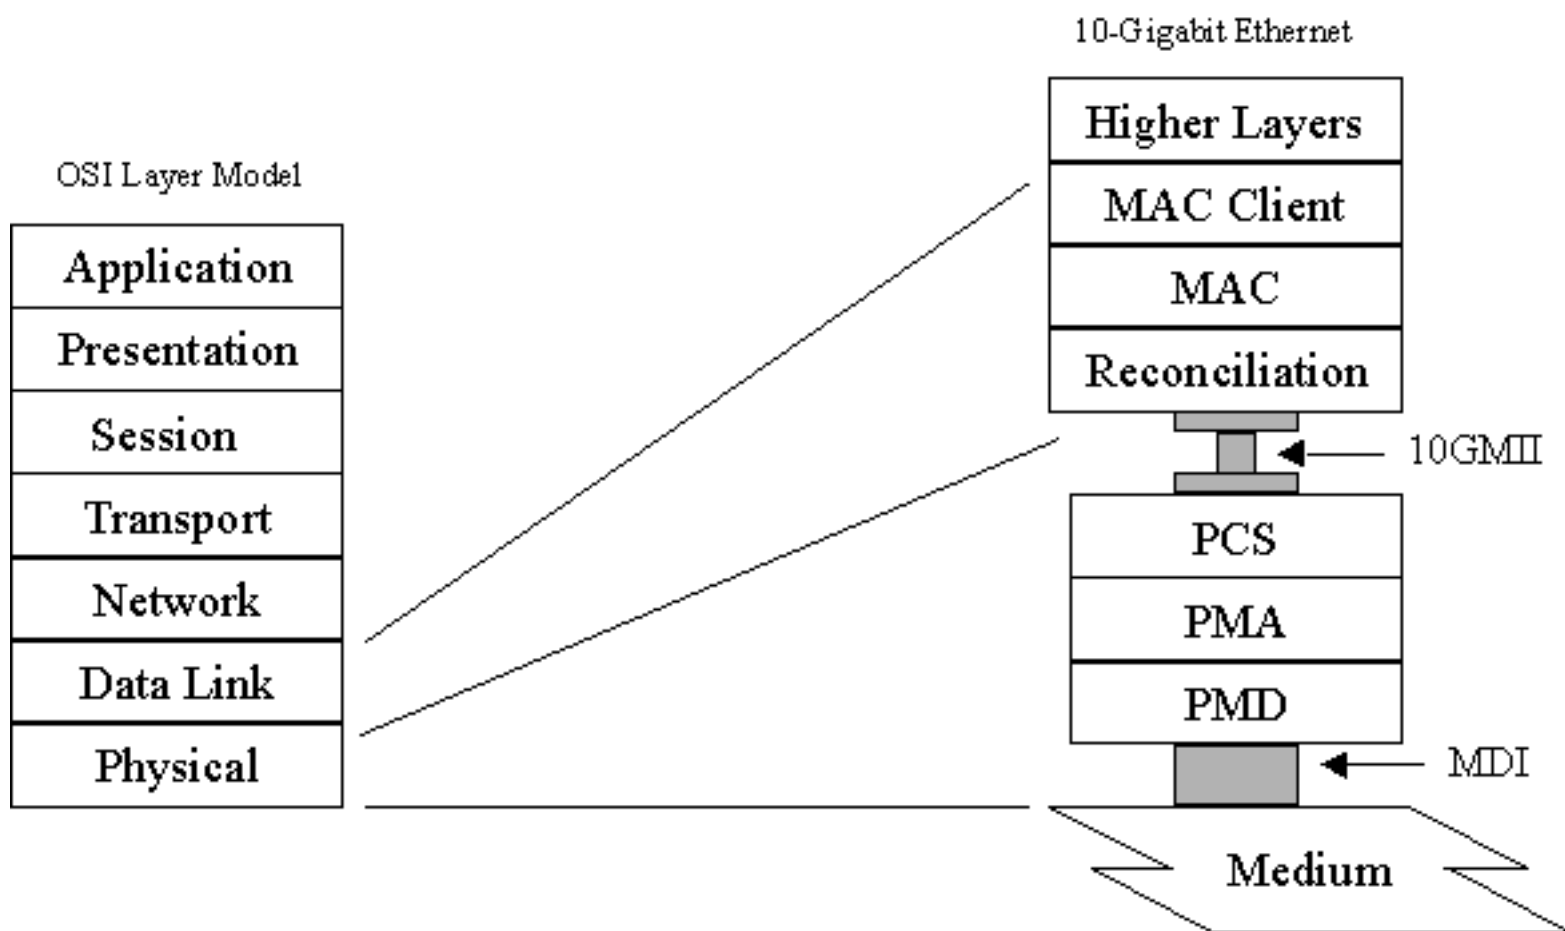 OSI Layer Model
Application
Presentation
Session
Transport
Network
Data Link
Physical
10-Gigabit Ethernet
Higher Layers
MAC Client
MAC
Reconciliation
10GMII
PCS
PMA
PMD
MDI
Medium